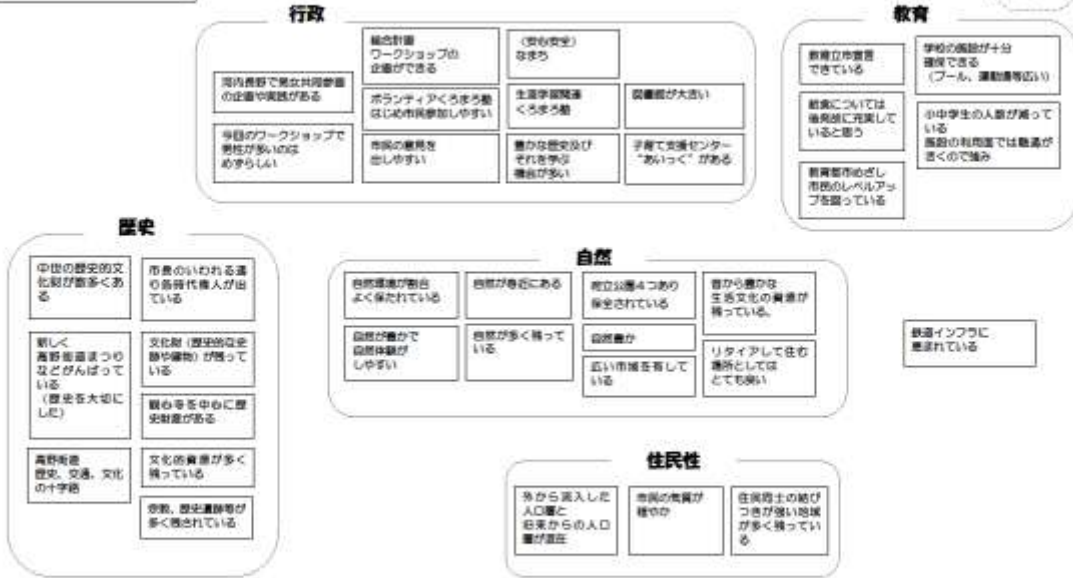 行政
河内長野で男女共同参画
の企画や実践がある
今回のワークショップで
男性が多いのは
めずらしい
総合計画
ワークショップの
企画ができる
ボランティアくろまろ塾
はじめ市民参加しやすい
市民の意見を
出しやすい
（安心安全）
なまち
生涯学習関連
くろまろ塾
豊かな歴史及び
それを学ぶ
機会が多い
図書館が大きい
子育て支援センター
“あいっく”がある
教育
教育立市宣言
できている
給食については
後発故に充実して
いると思う
教育都市めざし
市民のレベルアッ
プを図っている
学校の施設が十分
確保できる
（プール、運動場等広い）
小中学生の人数が減って
いる
施設の利用面では融通が
きくので強み
歴史
中世の歴史的文
化財が数多くあ
る
新しく
高野街道まつり
などがんばって
いる
（歴史を大切に
した）
高野街道
歴史、交通、文化
の十字路
市長のいわれる通
り各時代偉人が出
ている
文化財（歴史的な史
跡や建物）が残って
いる
観心寺を中心に歴
史財産がある
文化的資源が多く
残っている
宗教、歴史遺跡等が
多く残されている
自然
自然環境が割合
よく保たれている
自然が豊かで
自然体験が
しやすい
自然が身近にある
自然が多く残って
いる
府立公園４つあり
保全されている
自然豊か
広い市域を有して
いる
昔から豊かな
生活文化の資源が
残っている。
リタイアして住む
場所としては
とても良い
鉄道インフラに
恵まれている
住民性
外から流入した
人口層と
旧来からの人口
層が混在
市民の気質が
穏やか
住民同士の結び
つきが強い地域
が多く残ってい
る